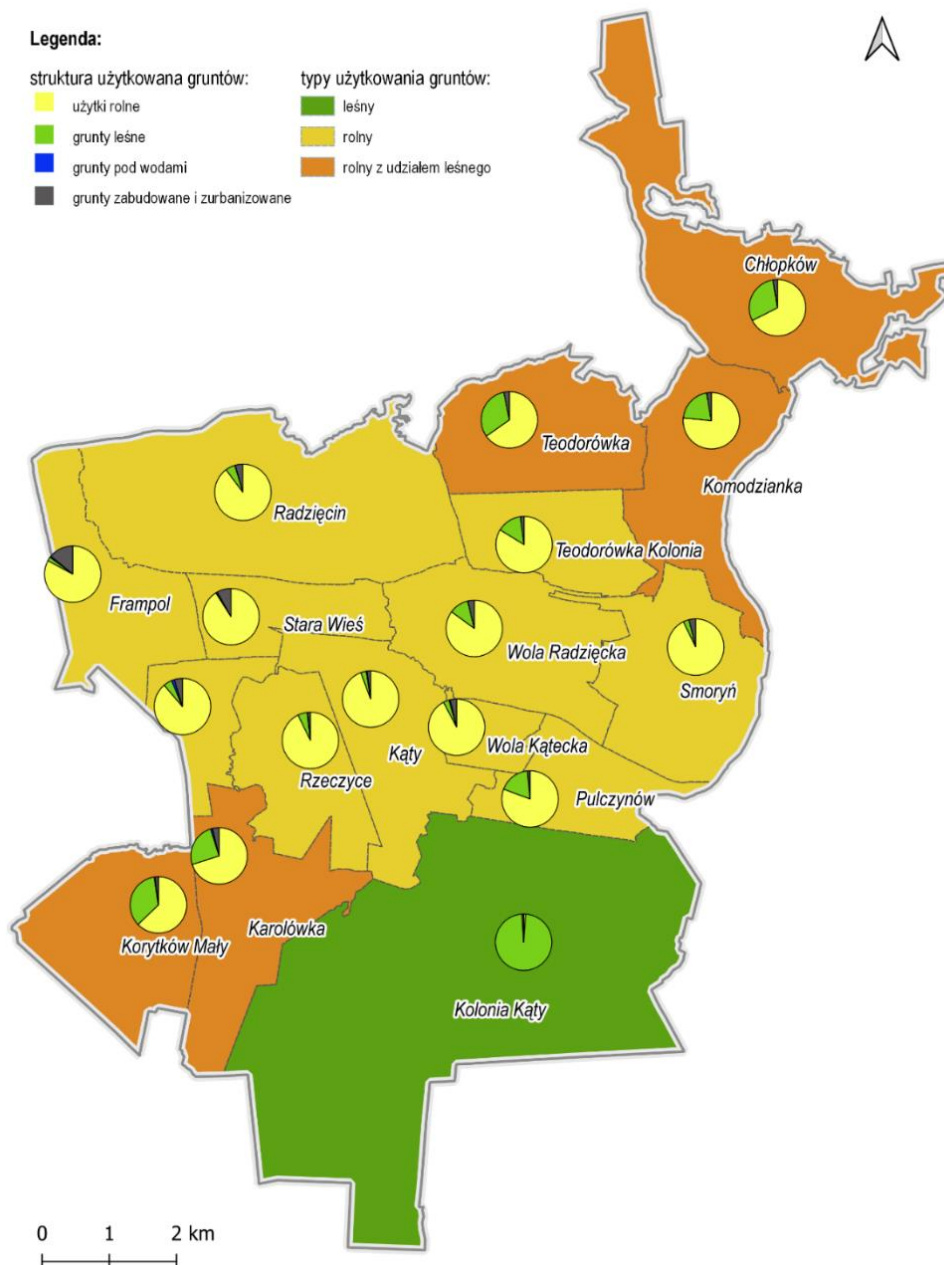 Legenda:
struktura użytkowana gruntów:
użytki rolne
grunty leśne
grunty pod wodami
grunty zabudowane i zurbanizowane
typy użytkowania gruntów:
leśny
rolny
rolny z udziałem leśnego
Chłopków
Teodorówka
Komodzianka
Radzięcin
Teodorówka Kolonia
Frampol
Stara Wieś
Wola Radzięcka
Smoryń
Kąty
Wola Kątecka
Rzeczyce
Pulczynów
Karolówka
Korytków Mały
Kolonia Kąty
0 1 2 km